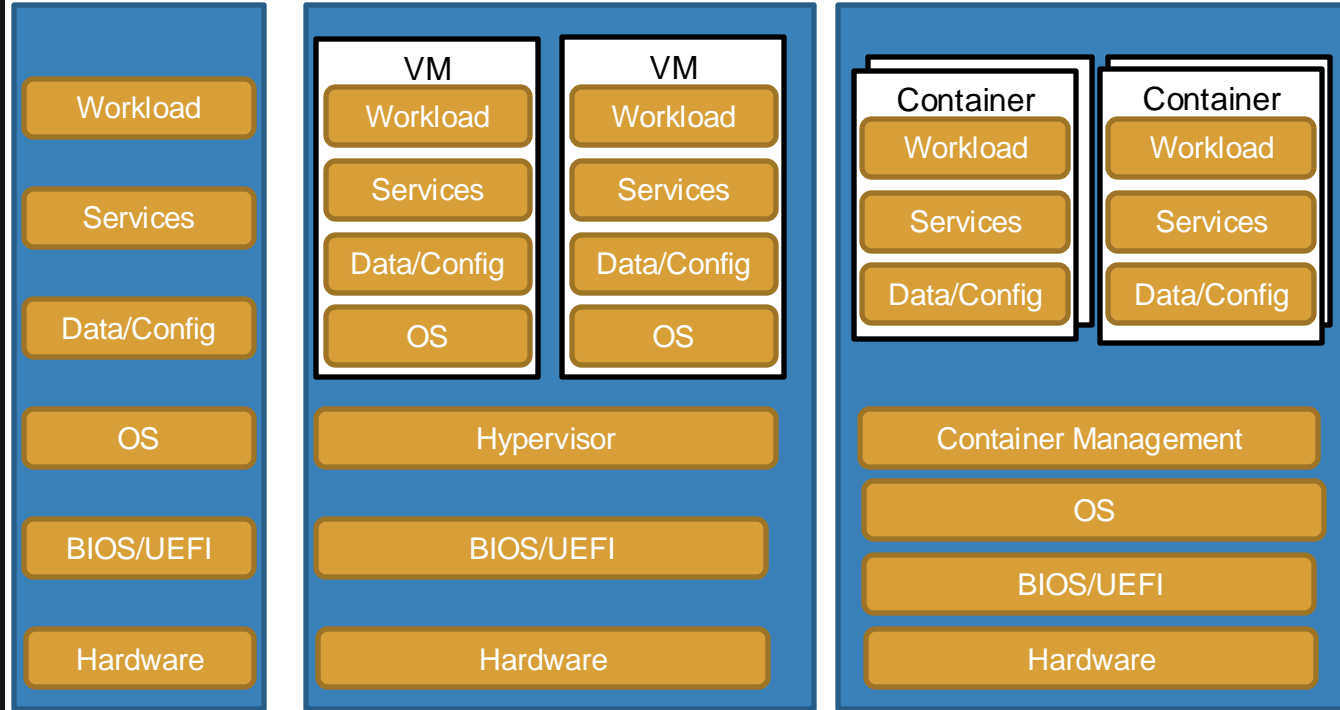 Workload
Services
Data/Config
OS
BIOS/UEFI
Hardware
VM
Workload
Services
Data/Config
OS
VM
Workload
Services
Data/Config
OS
Hypervisor
BIOS/UEFI
Hardware
Container
Workload
Services
Data/Config
Container
Workload
Services
Data/Config
Container Management
OS
BIOS/UEFI
Hardware